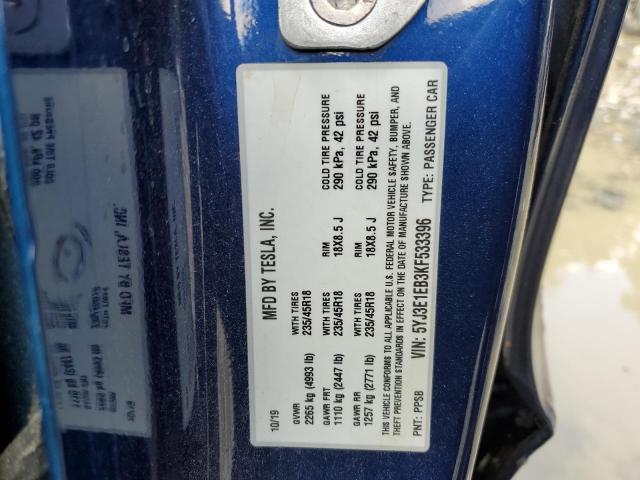 MFD BY TESLA, INC.
10/19
GVWR WITH TIRES RIM COLD TIRE PRESSURE
2265 kg (4993 lb) 235/45R18 18X8.5 J 290 kPa, 42 psi
GAWR FRT WITH TIRES RIM COLD TIRE PRESSURE
1110 kg (2447 lb) 235/45R18 18X8.5 J 290 kPa, 42 psi
GAWR RR
1257 kg (2771 lb) 235/45R18
THIS VEHICLE CONFORMS TO ALL APPLICABLE U.S. FEDERAL MOTOR VEHICLE SAFETY, BUMPER, AND
THEFT PREVENTION STANDARDS IN EFFECT ON THE DATE OF MANUFACTURE SHOWN ABOVE.
VIN: 5YJ3E1EB3KF533396
PNT: PPSB TYPE: PASSENGER CAR